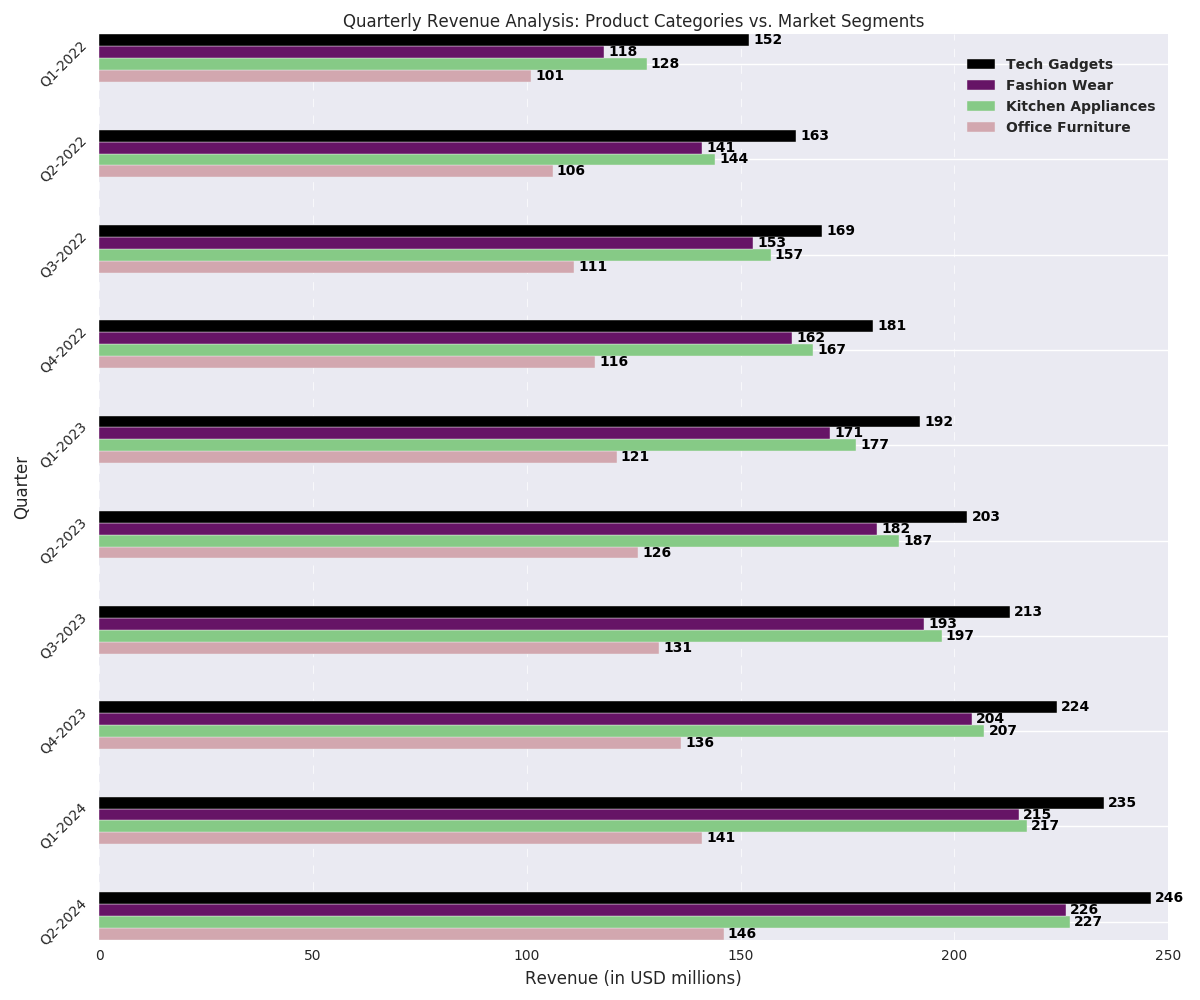 Quarterly Revenue Analysis: Product Categories vs. Market Segments
Tech Gadgets
Fashion Wear
Kitchen Appliances
Office Furniture
Quarter
Q1-2022
152
118
128
101
Q2-2022
163
141
144
106
Q3-2022
169
153
157
111
Q4-2022
181
162
167
116
Q1-2023
192
171
177
121
Q2-2023
203
182
187
126
Q3-2023
213
193
197
131
Q4-2023
224
204
207
136
Q1-2024
235
215
217
141
Q2-2024
246
226
227
146
0 50 100 150 200 250
Revenue (in USD millions)